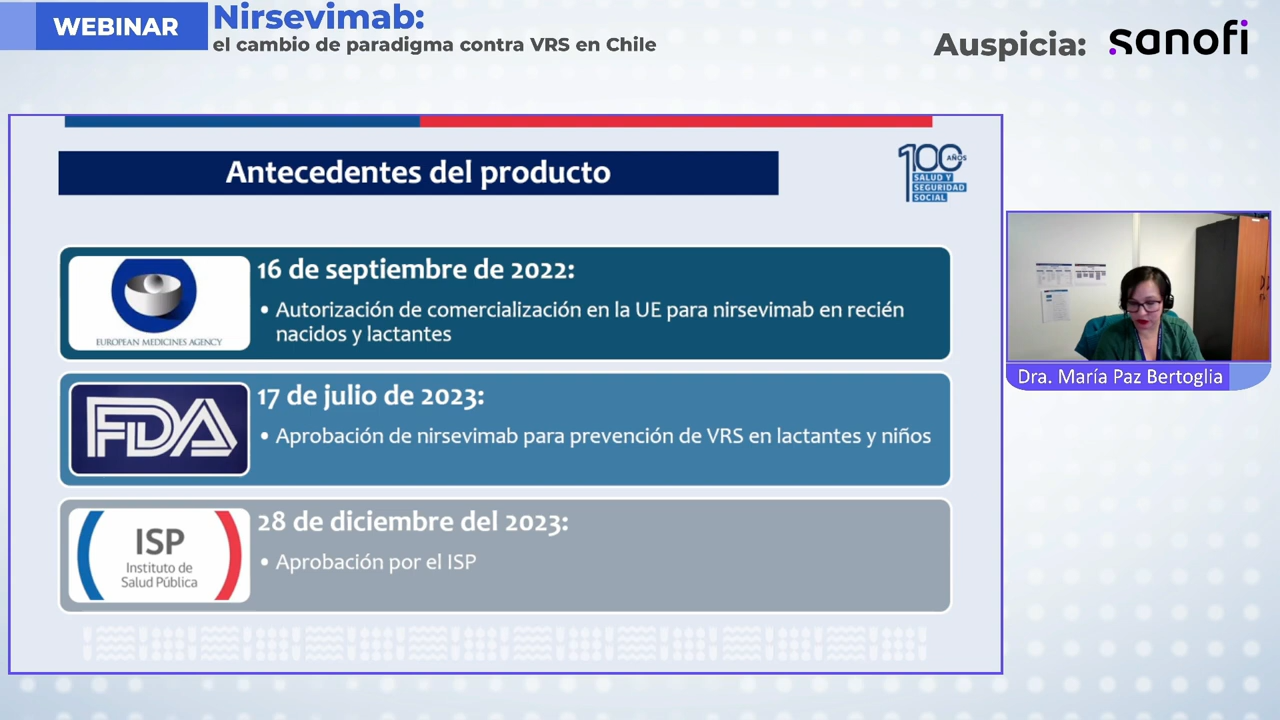 WEBINAR
Nirsevimab:
el cambio de paradigma contra VRS en Chile
Auspicia: sanofi
Antecedentes del producto
100 AÑOS
SALUD Y
SEGURIDAD
SOCIAL
16 de septiembre de 2022:
• Autorización de comercialización en la UE para nirsevimab en recién
nacidos y lactantes
EUROPEAN MEDICINES AGENCY
FDA
17 de julio de 2023:
• Aprobación de nirsevimab para prevención de VRS en lactantes y niños
ISP
Instituto de
Salud Pública
28 de diciembre del 2023:
• Aprobación por el ISP
Dra. María Paz Bertoglia